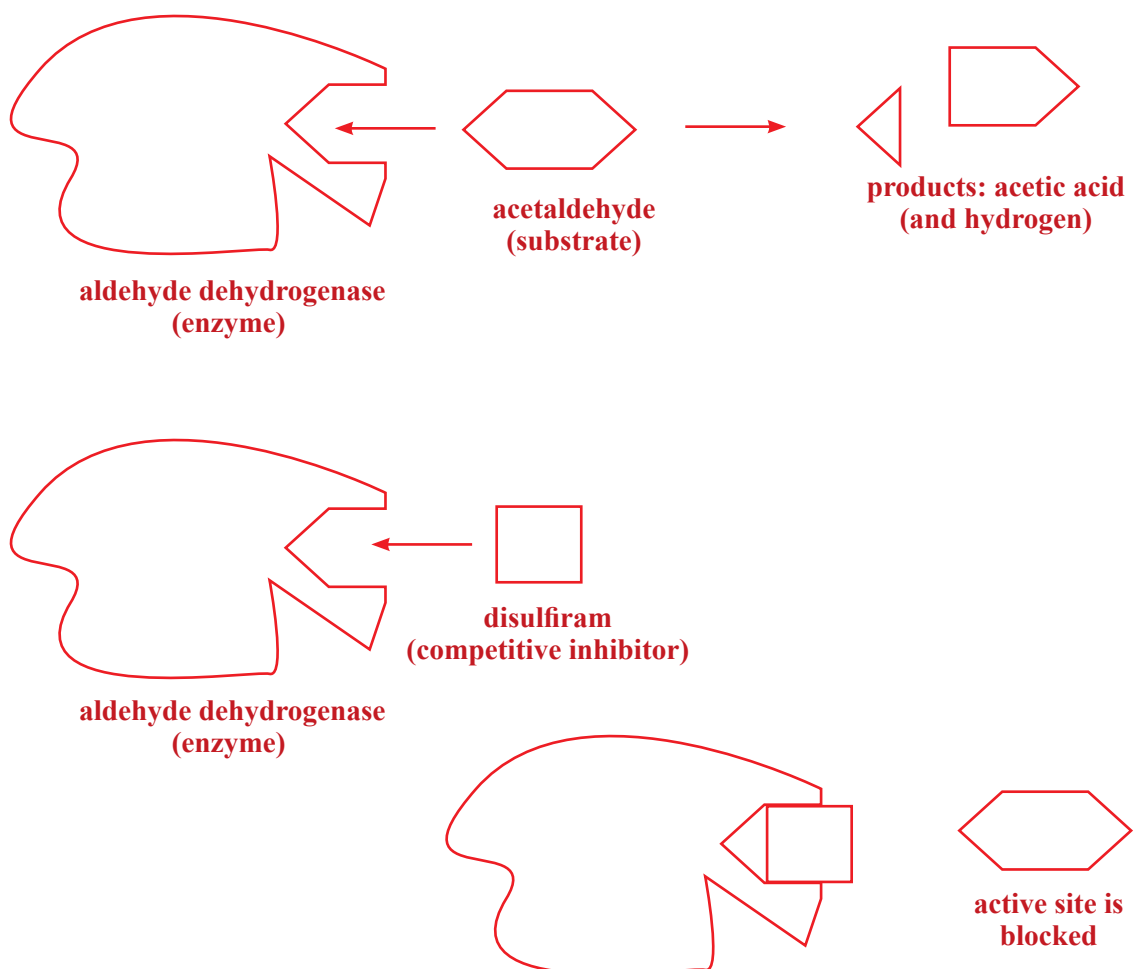 acetaldehyde
(substrate)
products: acetic acid
(and hydrogen)
aldehyde dehydrogenase
(enzyme)
disulfiram
(competitive inhibitor)
aldehyde dehydrogenase
(enzyme)
active site is
blocked